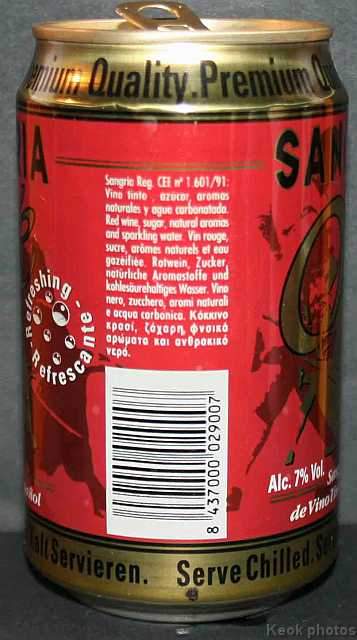 Premium Quality. Premium
SAN
Sangria Reg. CEE nº 1.601/91:
Vino tinto, azucar, aromas
naturales y agua carbonatada.
Red wine, sugar, natural aromas
and sparkling water. Vin rouge,
sucre, arômes naturels et eau
gazéifiée. Rotwein, Zucker,
natürliche Aromastoffe und
kohlesäurehaltiges Wasser. Vino
nero, zucchero, aromi naturali
e acqua carbonica. Κόκκινο
κρασί, ζάχαρη, φυσικά
αρώματα και ανθρακικό
νερό.
Refreshing - Refrescante -
8 437000 029007
Alc. 7% Vol.
de Vino
Servieren. Serve Chilled.
Keok photos